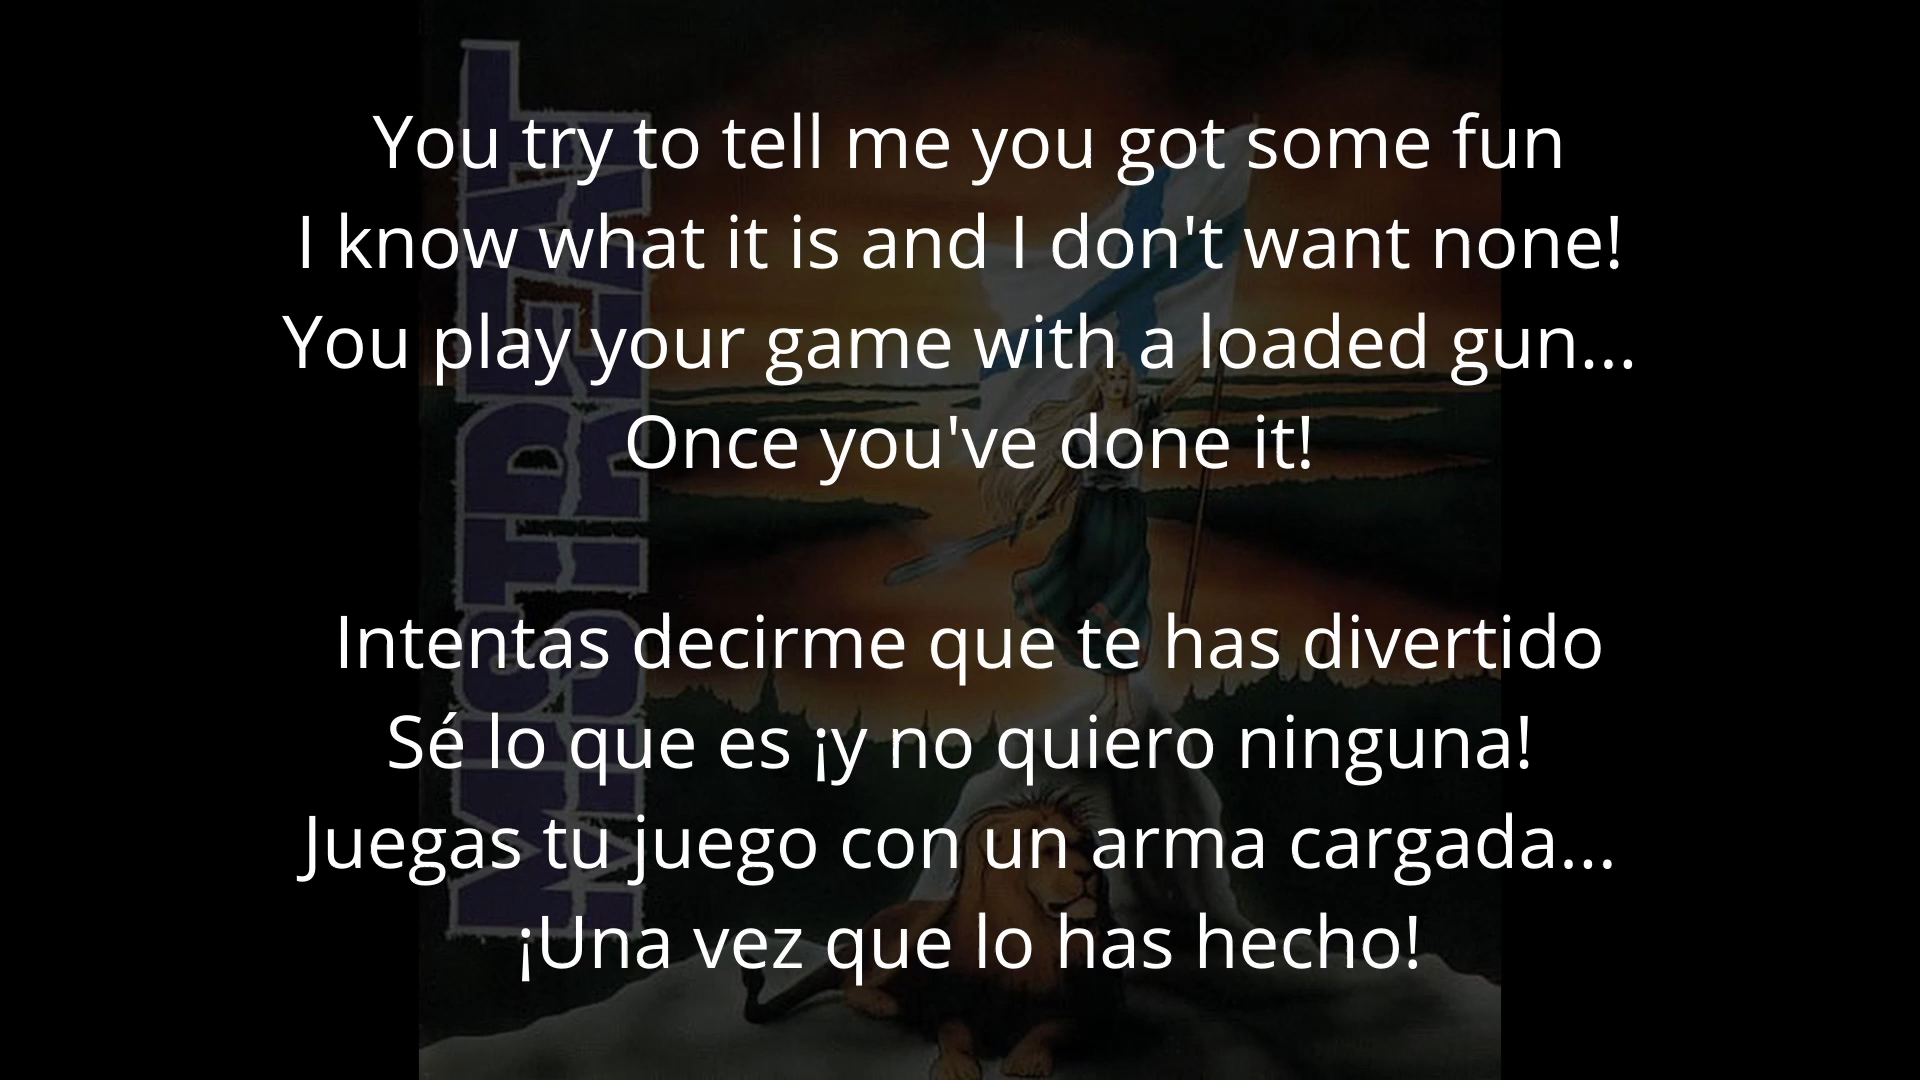 MISTREAT
You try to tell me you got some fun
I know what it is and I don't want none!
You play your game with a loaded gun...
Once you've done it!
Intentas decirme que te has divertido
Sé lo que es ¡y no quiero ninguna!
Juegas tu juego con un arma cargada...
¡Una vez que lo has hecho!